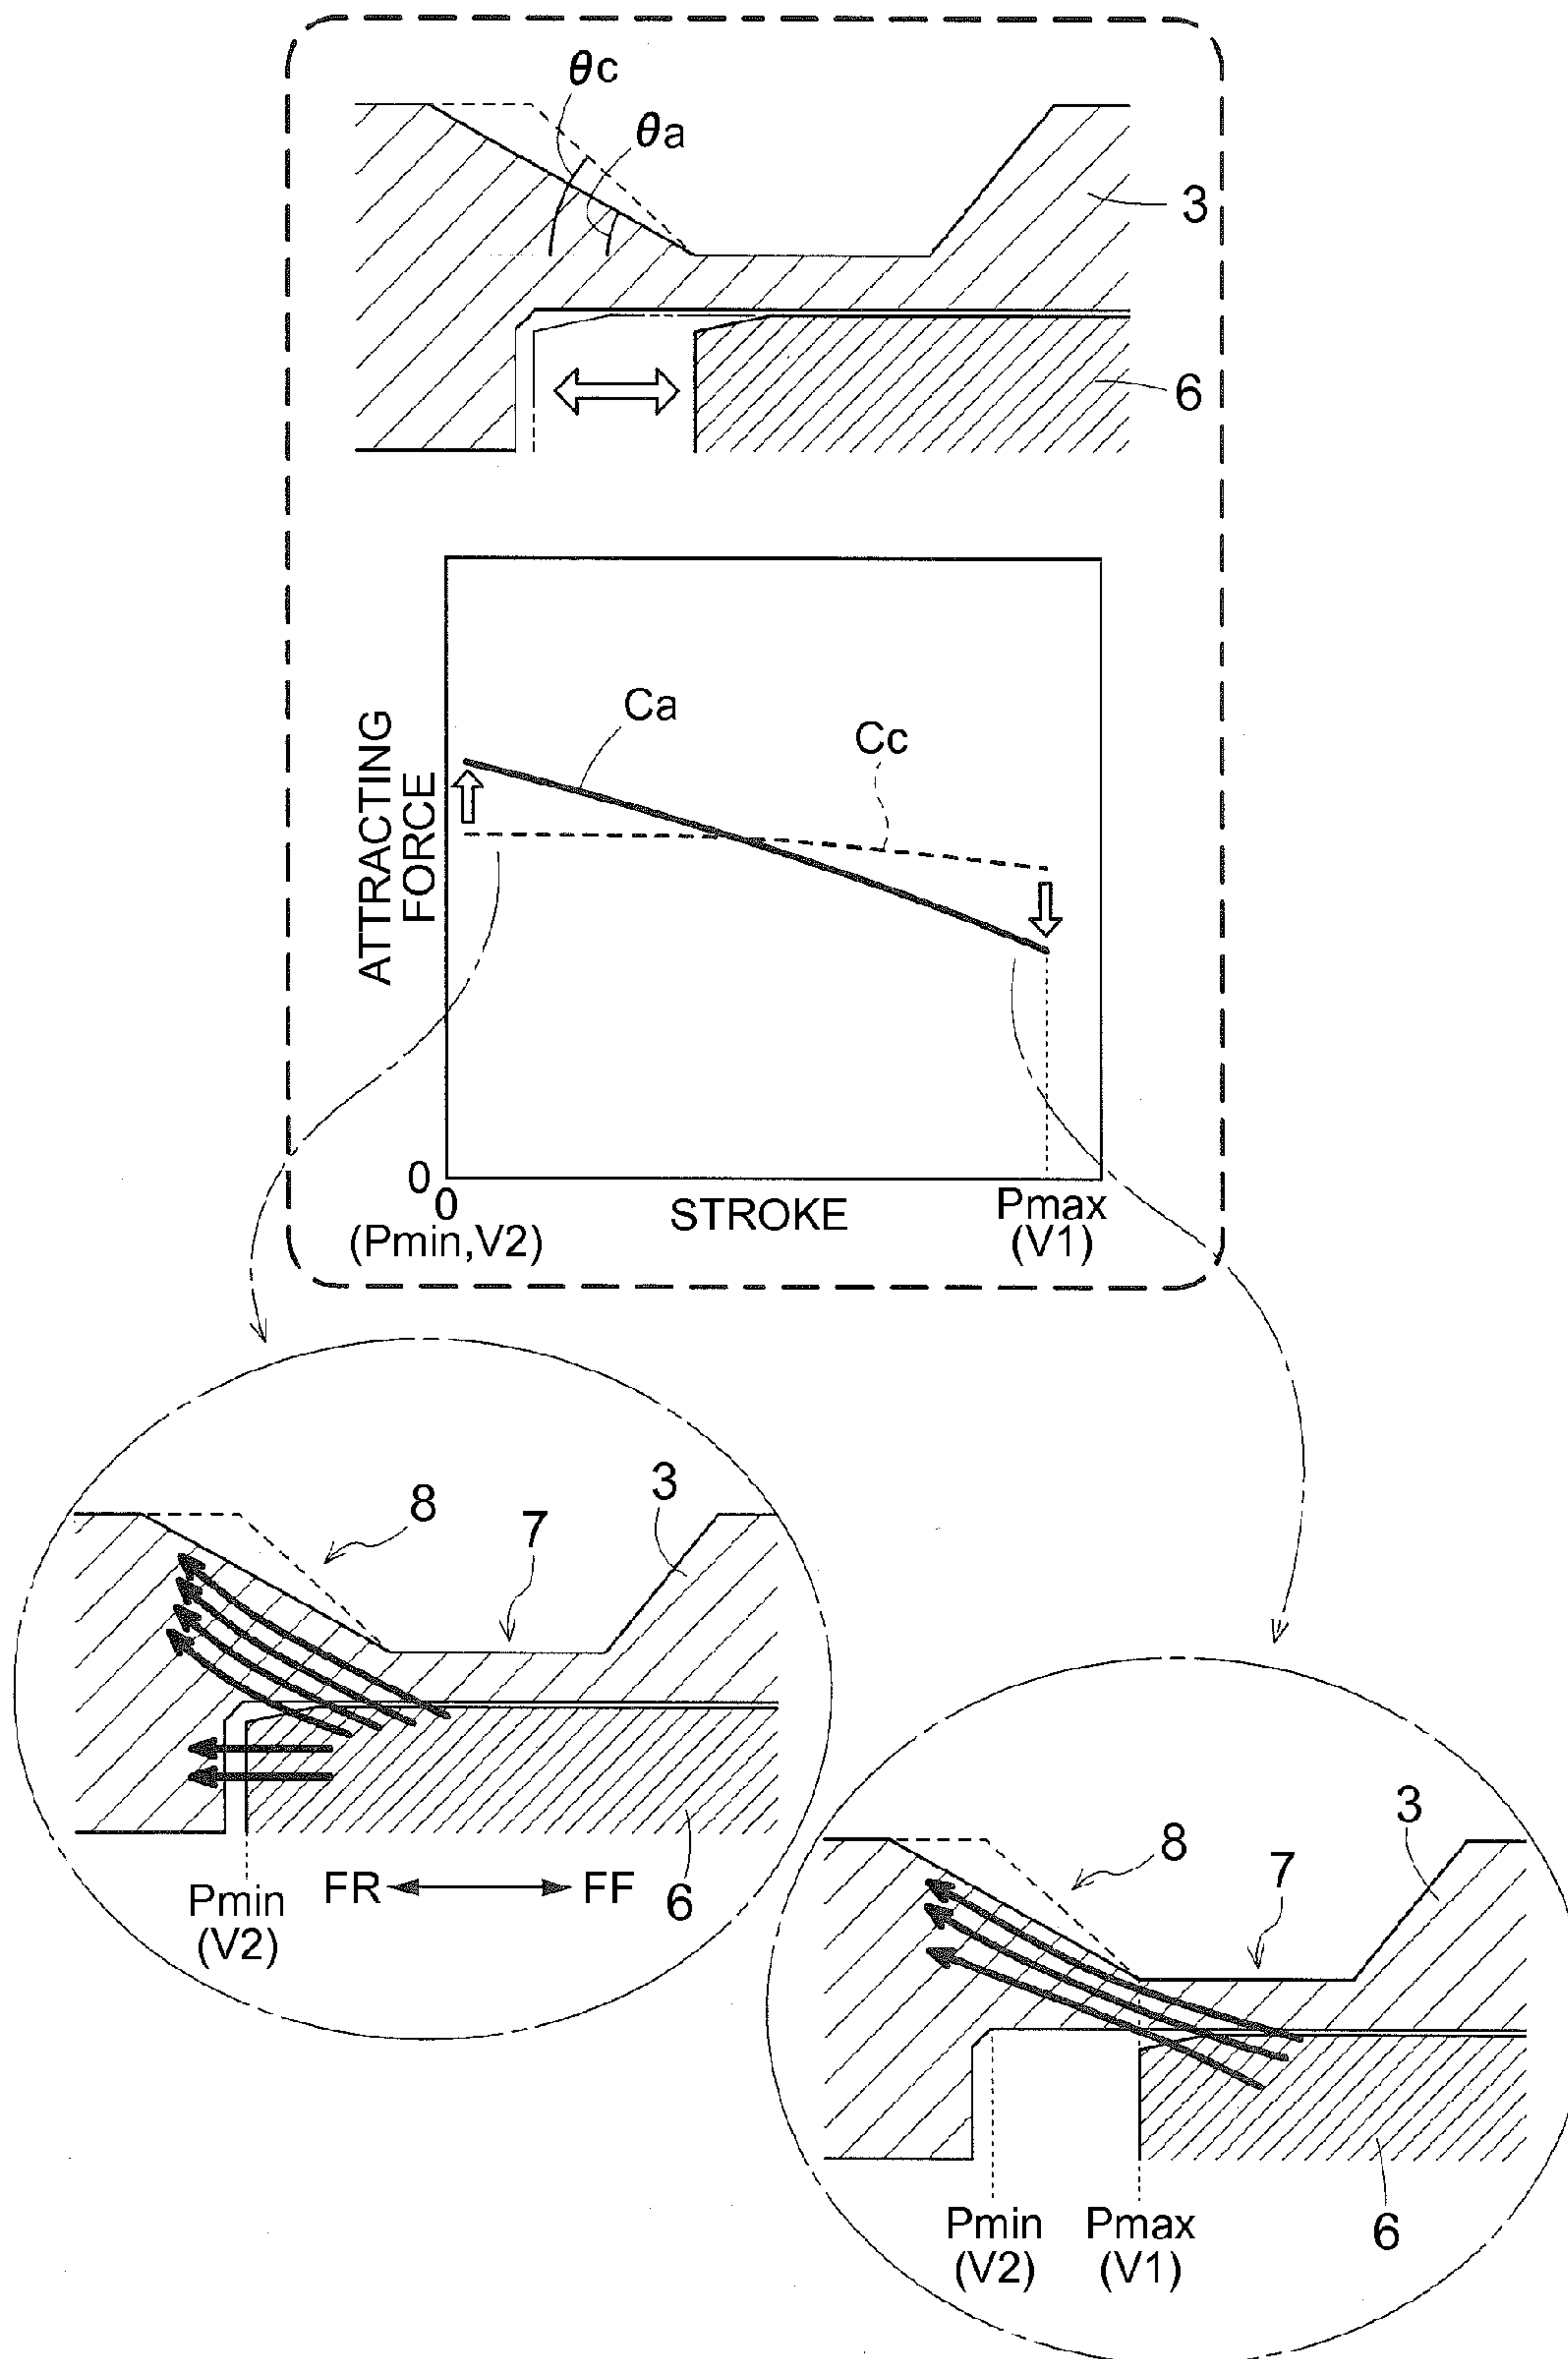 θc
θa
3
6
ATTRACTING
FORCE
Ca
Cc
0
0
(Pmin,V2)
STROKE
Pmax
(V1)
8
7
3
Pmin
(V2)
FR
FF
6
8
7
3
Pmin
(V2)
Pmax
(V1)
6